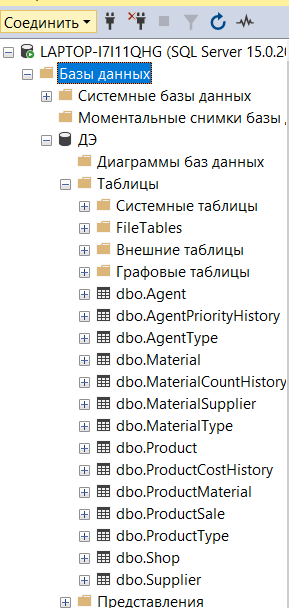 Соединить
LAPTOP-I7I11QHG (SQL Server 15.0.20
Базы данных
Системные базы данных
Моментальные снимки базы д
ДЭ
Диаграммы баз данных
Таблицы
Системные таблицы
FileTables
Внешние таблицы
Графовые таблицы
dbo.Agent
dbo.AgentPriorityHistory
dbo.AgentType
dbo.Material
dbo.MaterialCountHistory
dbo.MaterialSupplier
dbo.MaterialType
dbo.Product
dbo.ProductCostHistory
dbo.ProductMaterial
dbo.ProductSale
dbo.ProductType
dbo.Shop
dbo.Supplier
Представления